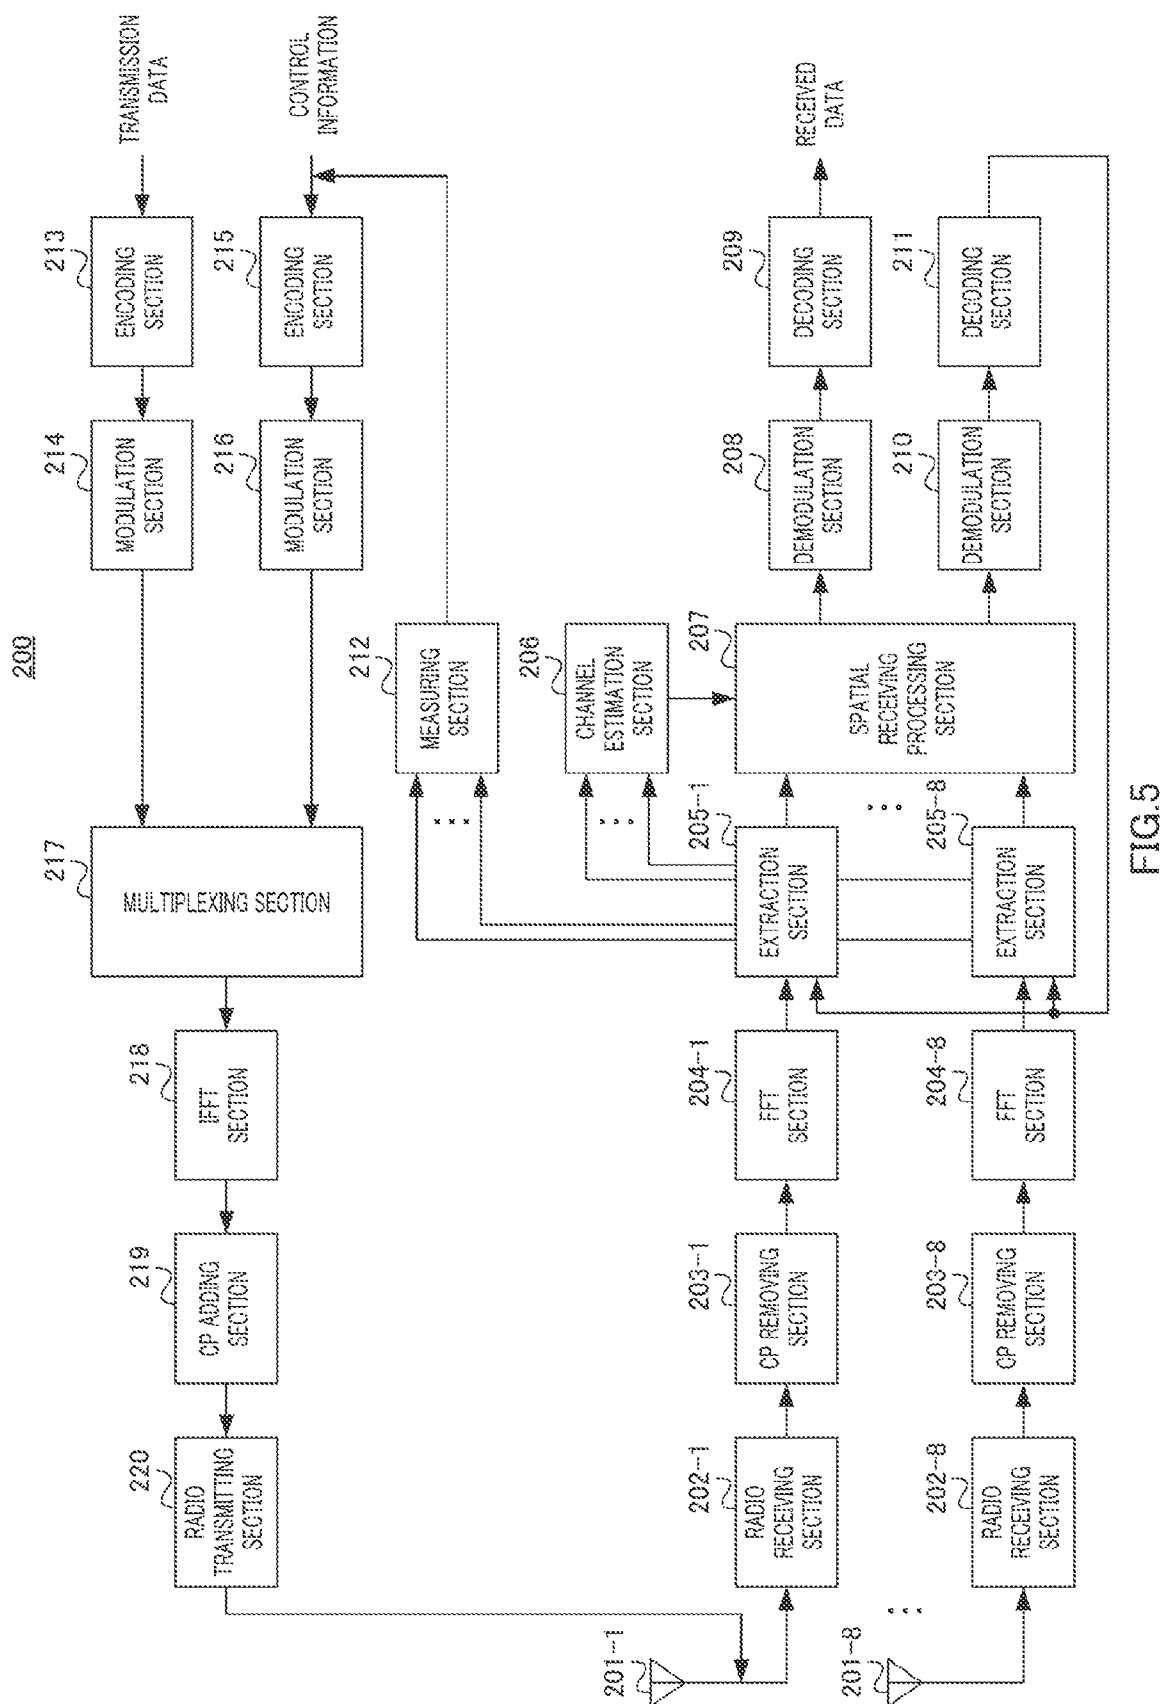 200
220
RADIO
TRANSMITTING
SECTION
219
CP ADDING
SECTION
218
IFFT
SECTION
217
MULTIPLEXING SECTION
214
MODULATION
SECTION
213
ENCODING
SECTION
TRANSMISSION
DATA
216
MODULATION
SECTION
215
ENCODING
SECTION
CONTROL
INFORMATION
212
MEASURING
SECTION
206
CHANNEL
ESTIMATION
SECTION
201-1
202-1
RADIO
RECEIVING
SECTION
203-1
CP REMOVING
SECTION
204-1
FFT
SECTION
205-1
EXTRACTION
SECTION
207
SPATIAL
RECEIVING
PROCESSING
SECTION
208
DEMODULATION
SECTION
209
DECODING
SECTION
RECEIVED
DATA
201-8
202-8
RADIO
RECEIVING
SECTION
203-8
CP REMOVING
SECTION
204-8
FFT
SECTION
205-8
EXTRACTION
SECTION
210
DEMODULATION
SECTION
211
DECODING
SECTION
FIG.5